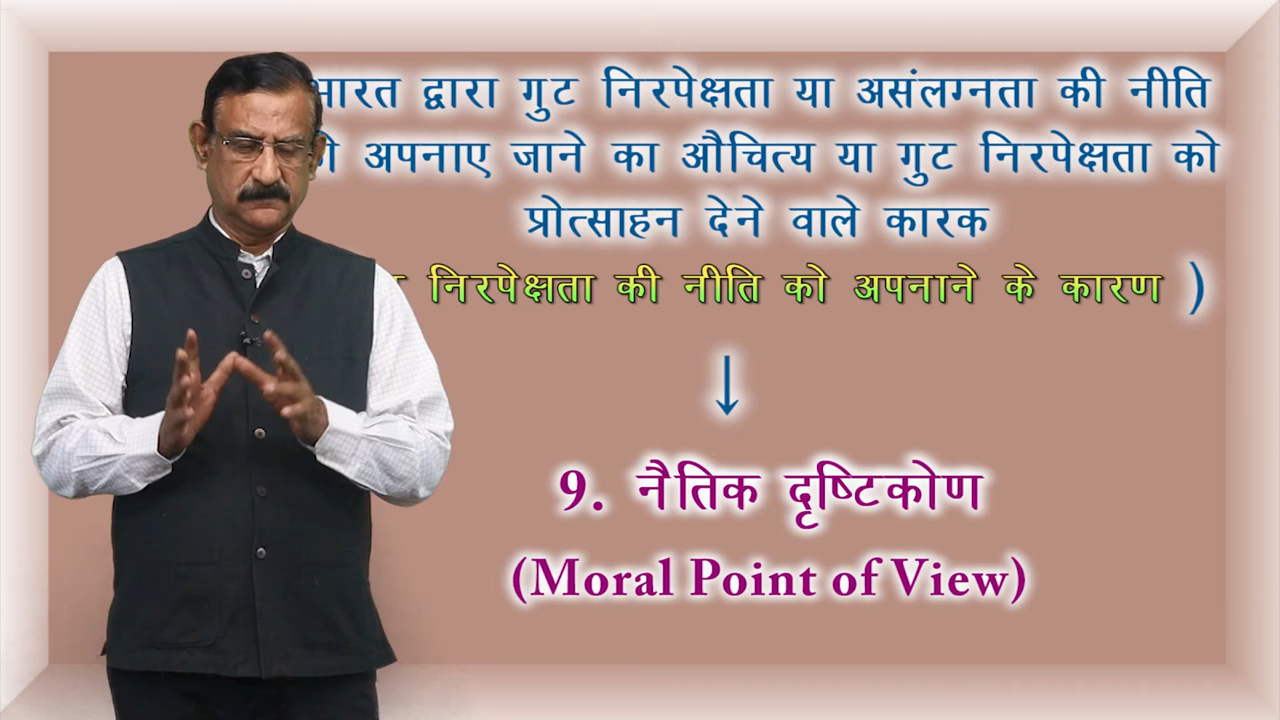 भारत द्वारा गुट निरपेक्षता या असंलग्नता की नीति
अपनाए जाने का औचित्य या गुट निरपेक्षता को
प्रोत्साहन देने वाले कारक
निरपेक्षता की नीति को अपनाने के कारण )
↓
9. नैतिक दृष्टिकोण
(Moral Point of View)